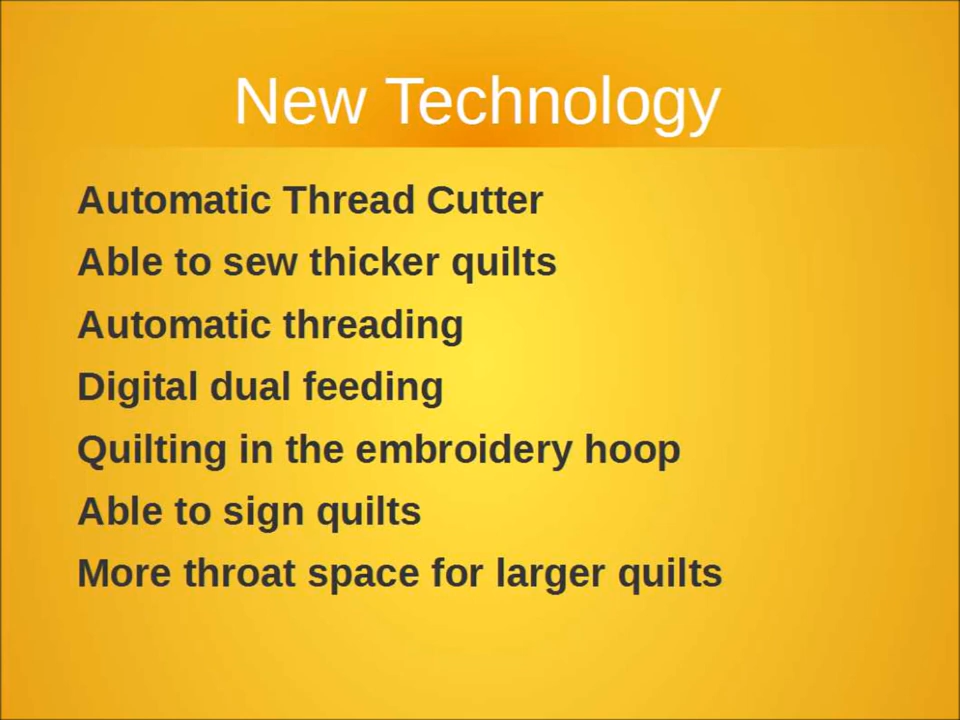 New Technology
Automatic Thread Cutter
Able to sew thicker quilts
Automatic threading
Digital dual feeding
Quilting in the embroidery hoop
Able to sign quilts
More throat space for larger quilts